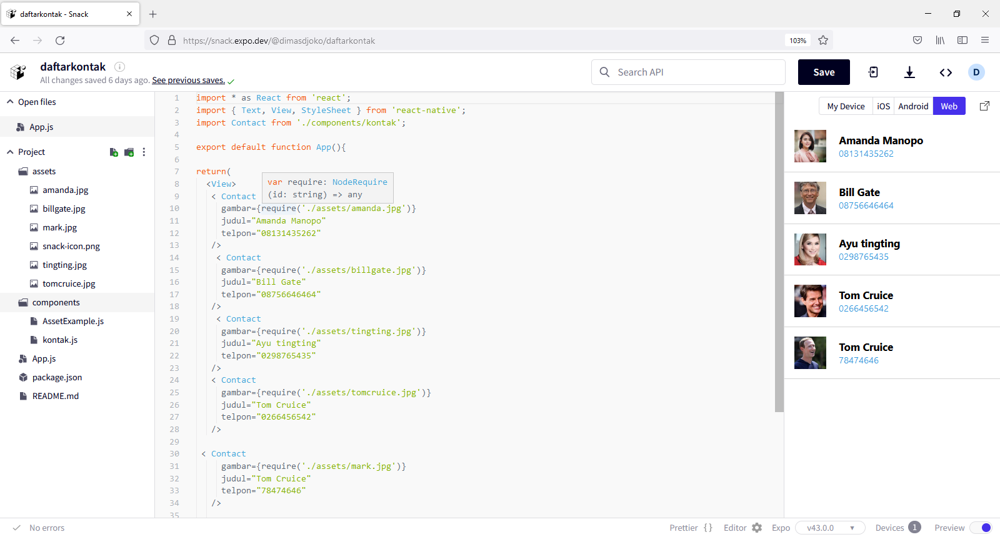 daftarkontak - Snack
https://snack.expo.dev/@dimasdjoko/daftarkontak
103%
daftarkontak
All changes saved 6 days ago. See previous saves.
Search API
Save
D
Open files
App.js
Project
assets
amanda.jpg
billgate.jpg
mark.jpg
snack-icon.png
tingting.jpg
tomcruice.jpg
components
AssetExample.js
kontak.js
App.js
package.json
README.md
1 import * as React from 'react';
2 import { Text, View, StyleSheet } from 'react-native';
3 import Contact from './components/kontak';
4
5 export default function App(){
6
7 return(
8 <View>
9 < Contact
10 gambar={require('./assets/amanda.jpg')}
11 judul="Amanda Manopo"
12 telpon="08131435262"
13 />
14 < Contact
15 gambar={require('./assets/billgate.jpg')}
16 judul="Bill Gate"
17 telpon="08756646464"
18 />
19 < Contact
20 gambar={require('./assets/tingting.jpg')}
21 judul="Ayu tingting"
22 telpon="0298765435"
23 />
24 < Contact
25 gambar={require('./assets/tomcruice.jpg')}
26 judul="Tom Cruice"
27 telpon="0266456542"
28 />
29
30 < Contact
31 gambar={require('./assets/mark.jpg')}
32 judul="Tom Cruice"
33 telpon="78474646"
34 />
35
var require: NodeRequire
(id: string) => any
My Device iOS Android Web
Amanda Manopo
08131435262
Bill Gate
08756646464
Ayu tingting
0298765435
Tom Cruice
0266456542
Tom Cruice
78474646
No errors
Prettier {} Editor Expo v43.0.0 Devices 1 Preview